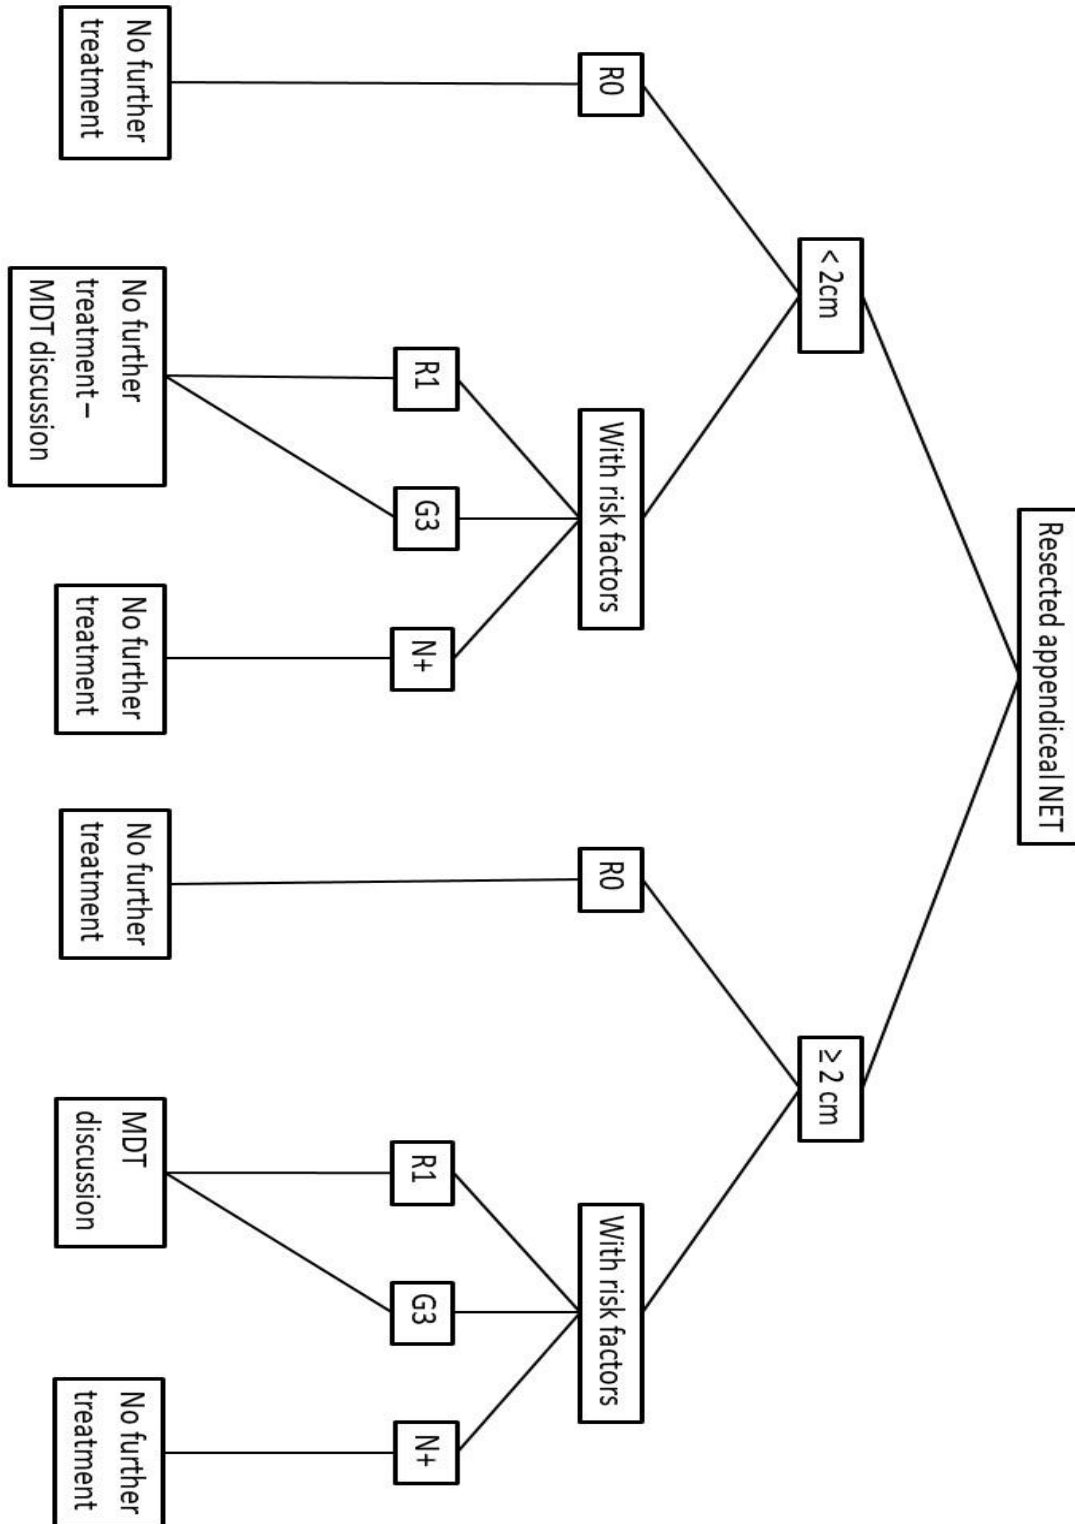 Resected appendiceal NET
< 2cm
≥ 2 cm
R0
With risk factors
R0
With risk factors
R1
G3
N+
R1
G3
N+
No further
treatment
No further
treatment –
MDT discussion
No further
treatment
No further
treatment
MDT
discussion
No further
treatment